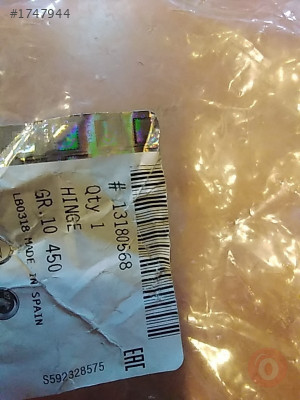 #1747944
# 13180568
Qty 1
HINGE
GR.10 450
LB0318 MADE IN SPAIN
EAC
S592328575